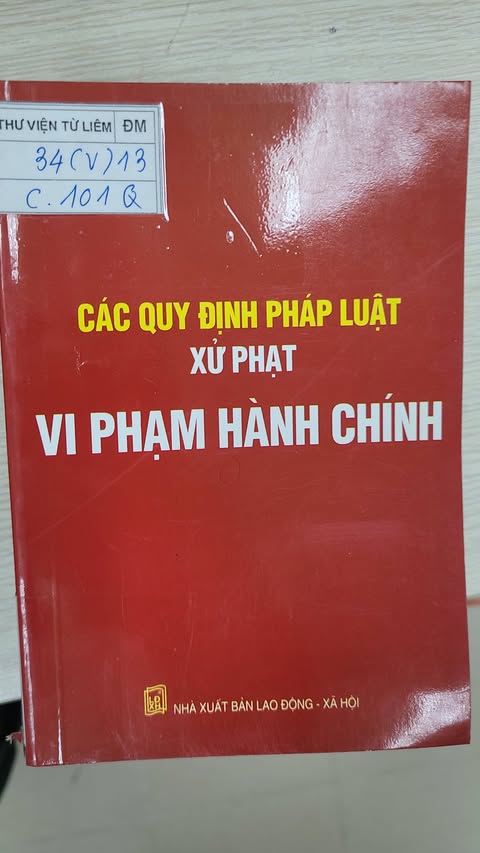 THƯ VIỆN TỪ LIÊM ĐM
34(V)13
C.101Q
CÁC QUY ĐỊNH PHÁP LUẬT
XỬ PHẠT
VI PHẠM HÀNH CHÍNH
NHÀ XUẤT BẢN LAO ĐỘNG - XÃ HỘI